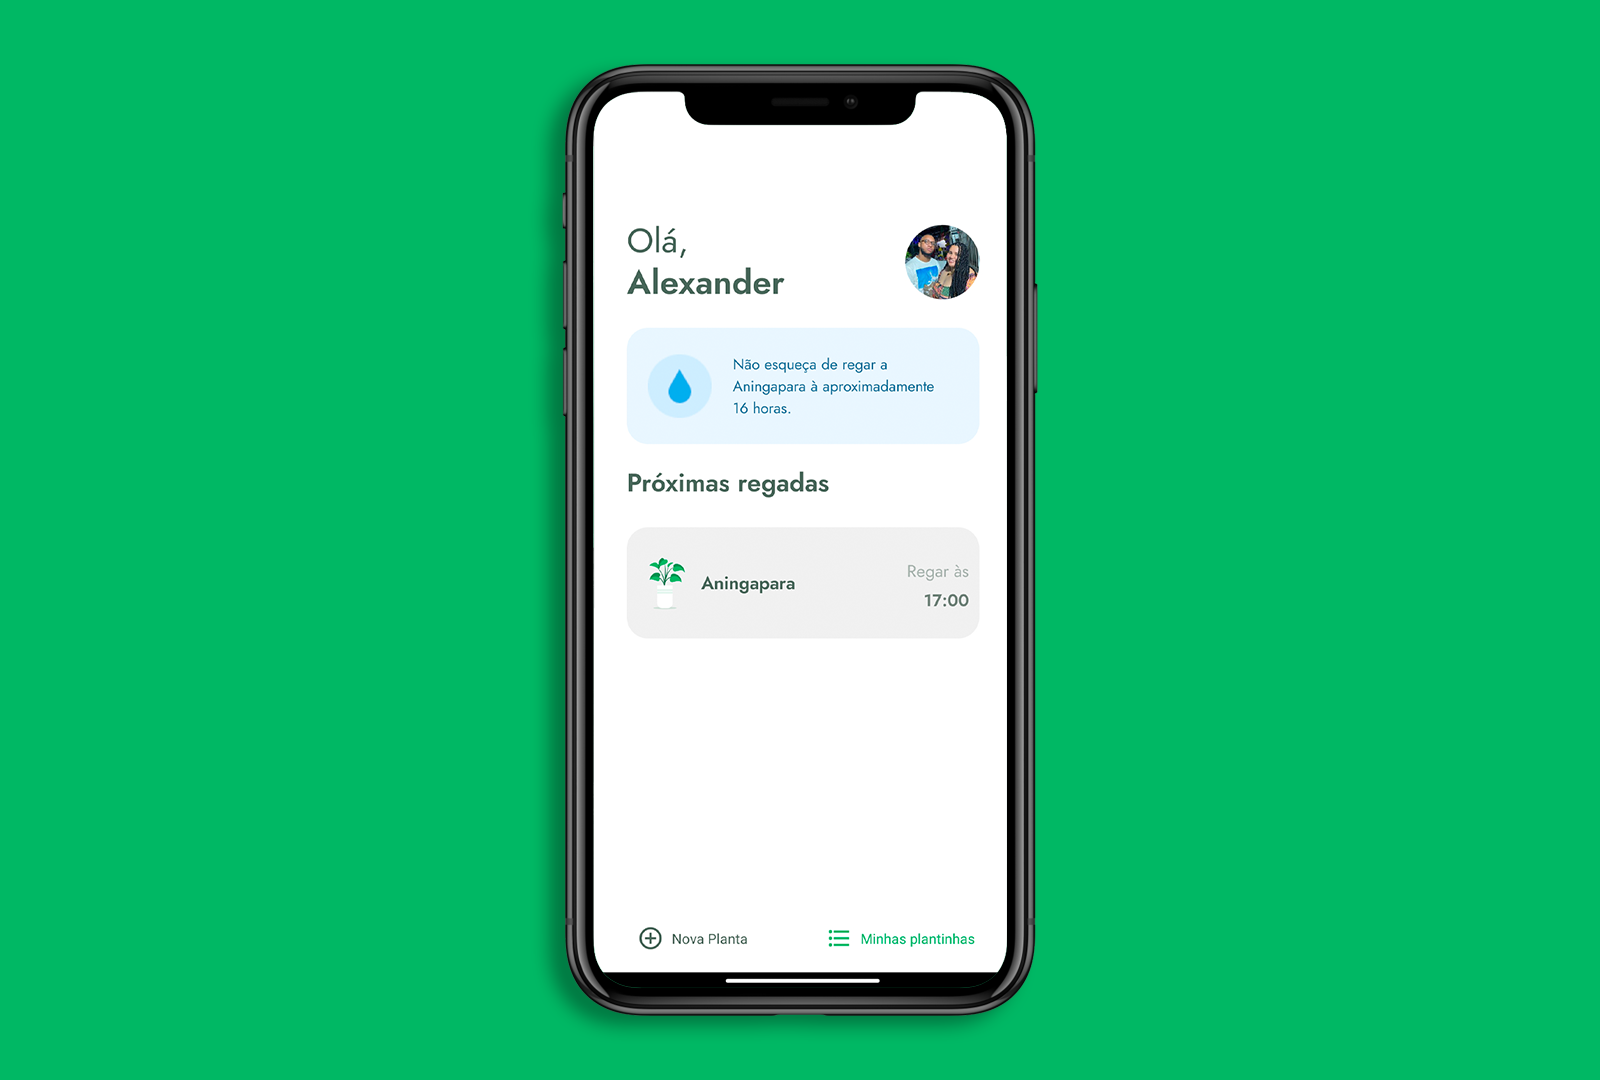 Olá,
Alexander
Não esqueça de regar a
Aningapara à aproximadamente
16 horas.
Próximas regadas
Aningapara
Regar às
17:00
Nova Planta
Minhas plantinhas